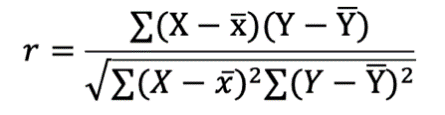 r = ∑(X − x̅)(Y − Y̅) / √∑(X − x̅)²∑(Y − Y̅)²